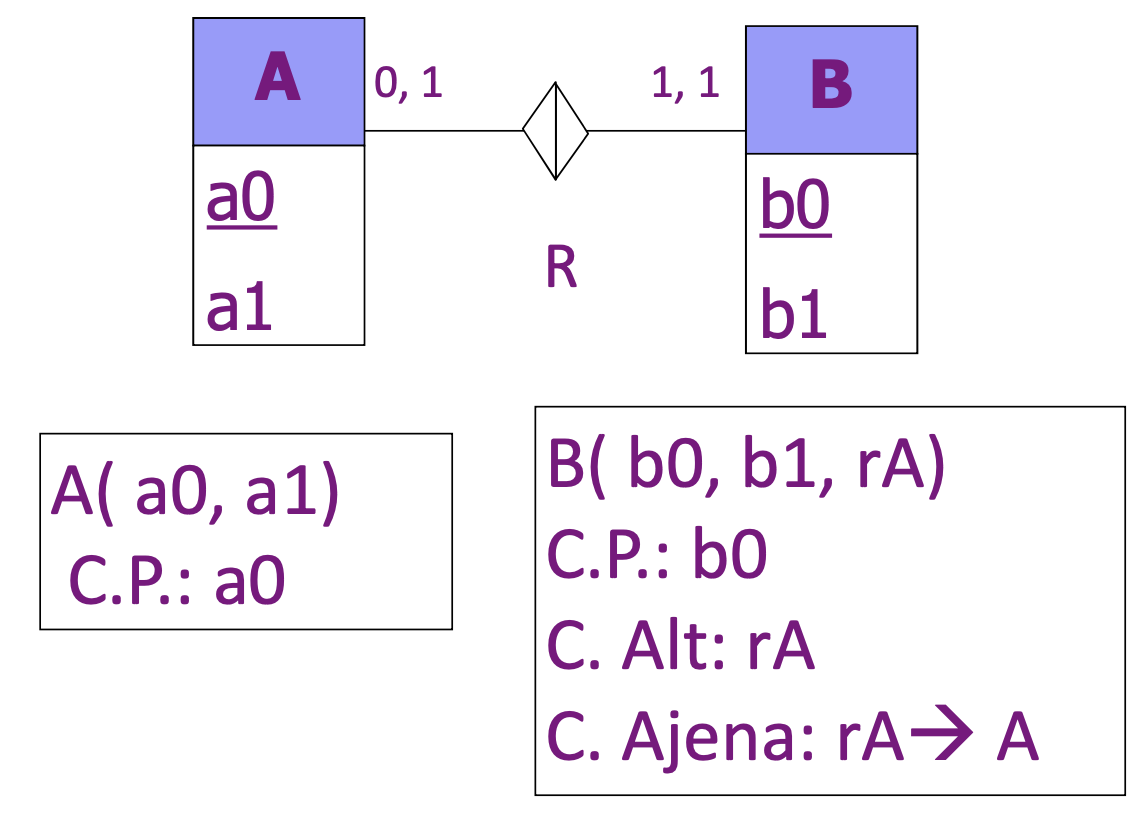 A
0, 1
1, 1
B
a0
a1
R
b0
b1
A( a0, a1)
C.P.: a0
B( b0, b1, rA)
C.P.: b0
C. Alt: rA
C. Ajena: rA→ A